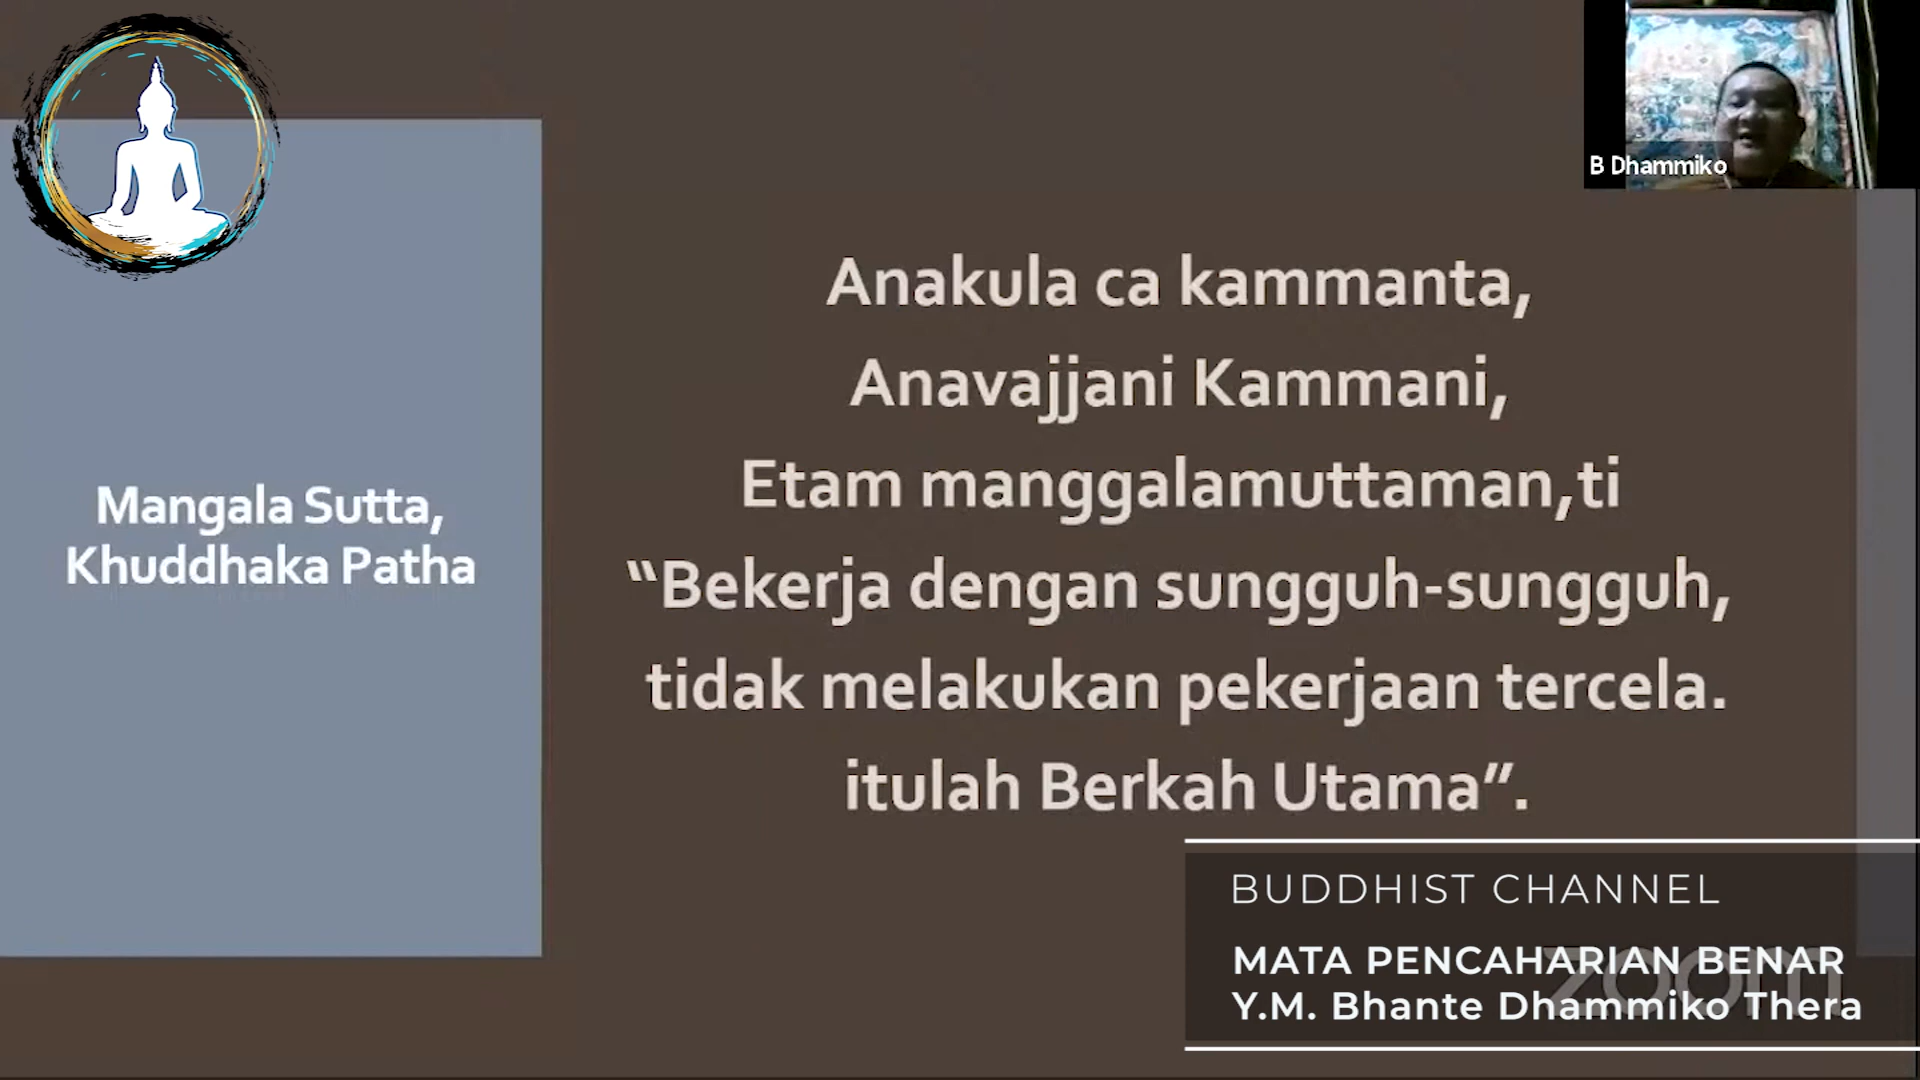 B Dhammiko
Mangala Sutta,
Khuddhaka Patha
Anakula ca kammanta,
Anavajjani Kammani,
Etam manggalamuttaman,ti
“Bekerja dengan sungguh-sungguh,
tidak melakukan pekerjaan tercela.
itulah Berkah Utama”.
BUDDHIST CHANNEL
MATA PENCAHARIAN BENAR
Y.M. Bhante Dhammiko Thera
zoom